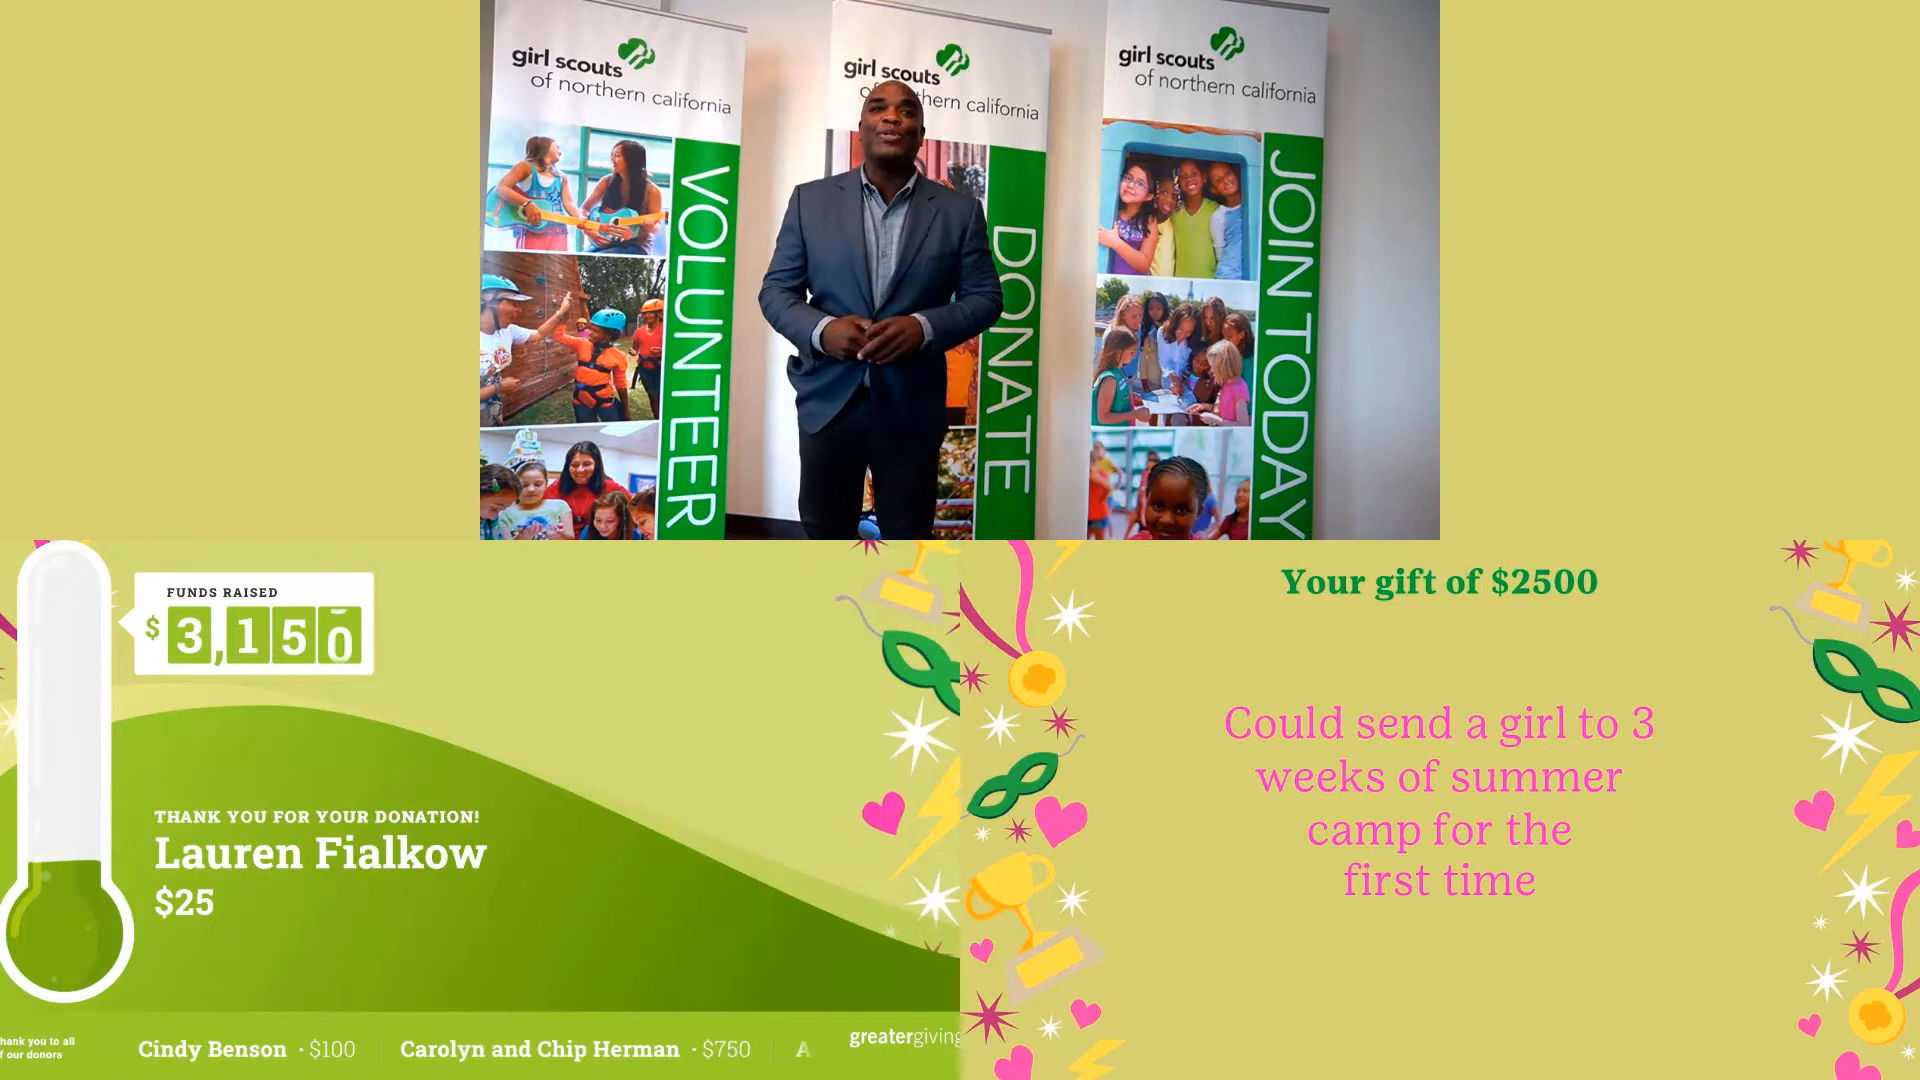 girl scouts
of northern california
VOLUNTEER
girl scouts
northern california
DONATE
girl scouts
of northern california
JOIN TODAY
FUNDS RAISED
$3,150
THANK YOU FOR YOUR DONATION!
Lauren Fialkow
$25
hank you to all
f our donors
Cindy Benson · $100
Carolyn and Chip Herman · $750
A
greatergiving
Your gift of $2500
Could send a girl to 3
weeks of summer
camp for the
first time